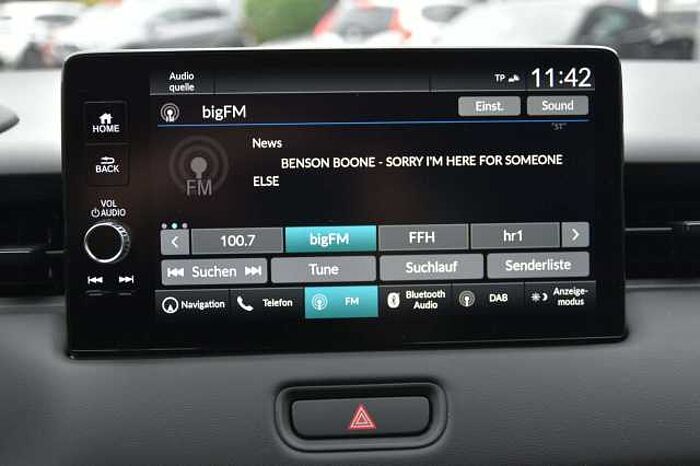 Audio
quelle
TP
11:42
bigFM
Einst.
Sound
"ST"
HOME
BACK
VOL
AUDIO
FM
News
BENSON BOONE - SORRY I'M HERE FOR SOMEONE
ELSE
100.7
bigFM
FFH
hr1
Suchen
Tune
Suchlauf
Senderliste
Navigation
Telefon
FM
Bluetooth
Audio
DAB
Anzeige-
modus